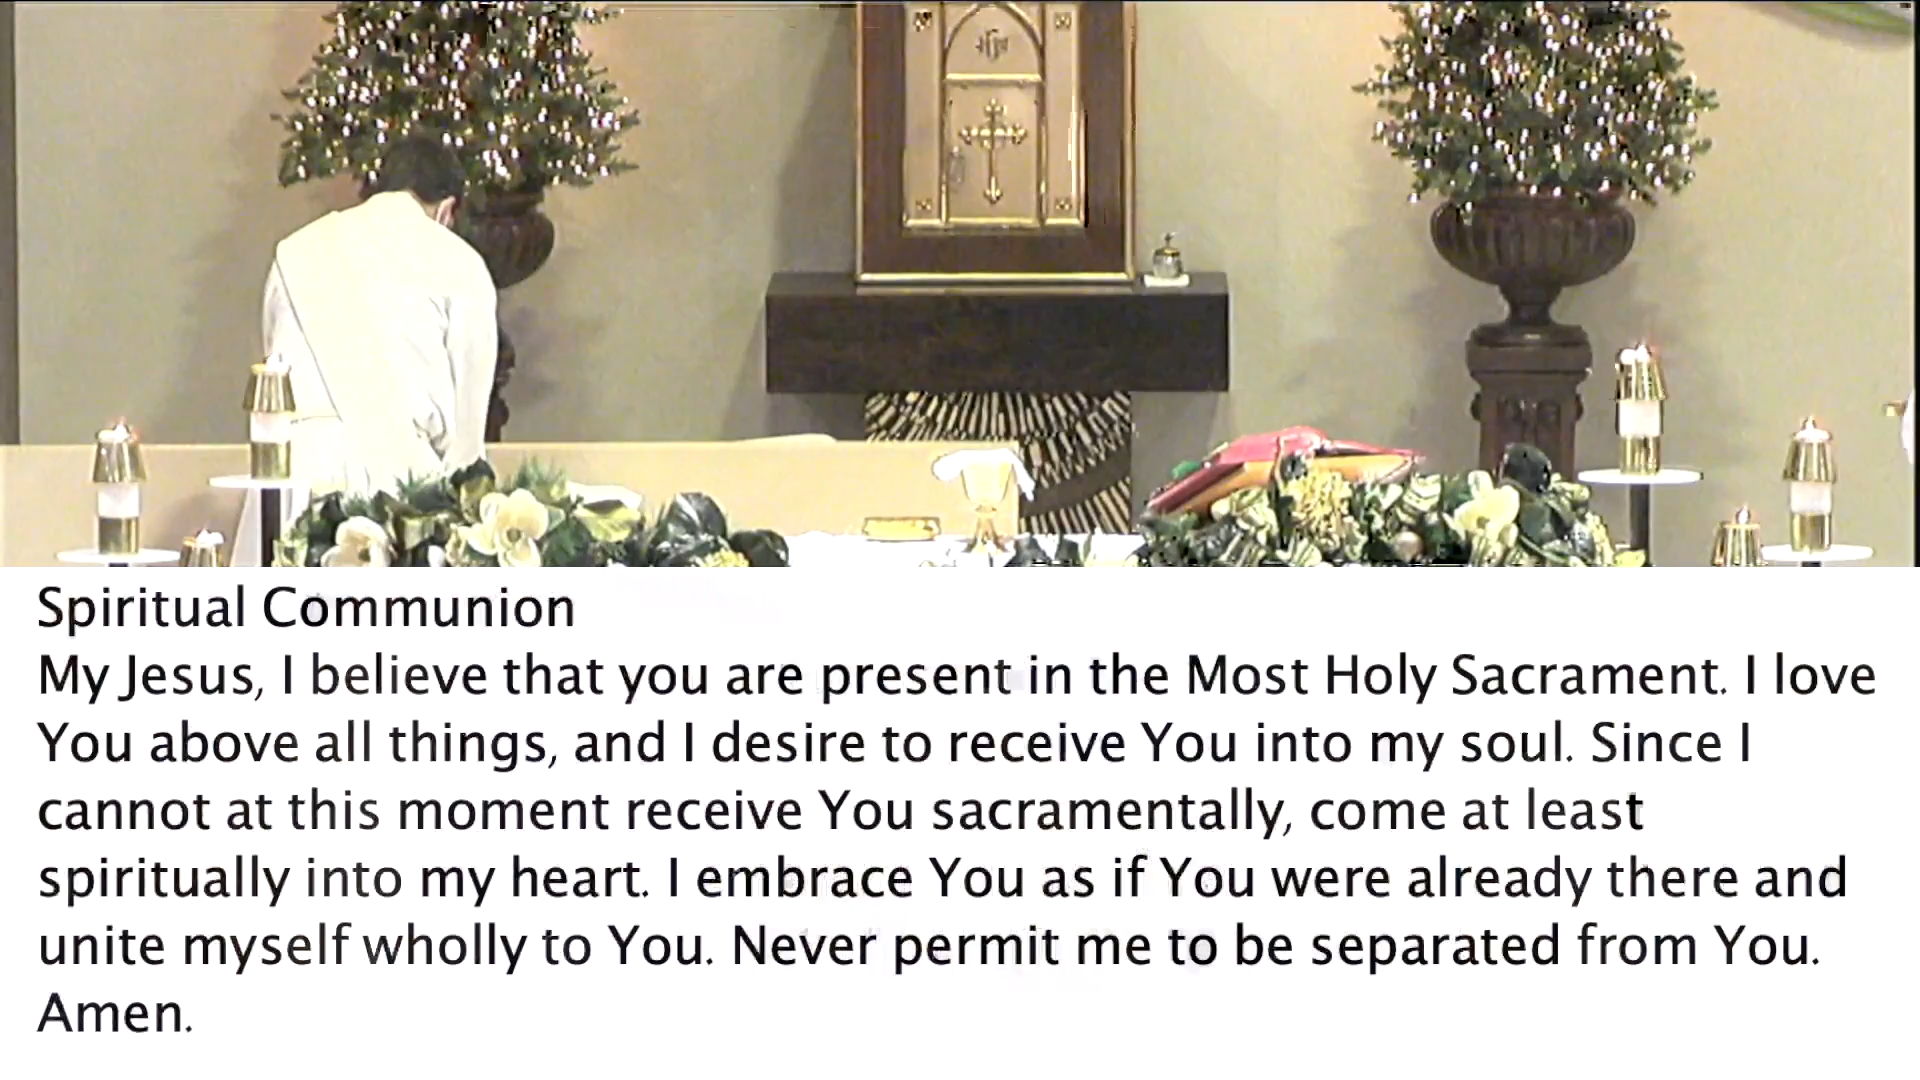 Spiritual Communion
My Jesus, I believe that you are present in the Most Holy Sacrament. I love
You above all things, and I desire to receive You into my soul. Since I
cannot at this moment receive You sacramentally, come at least
spiritually into my heart. I embrace You as if You were already there and
unite myself wholly to You. Never permit me to be separated from You.
Amen.